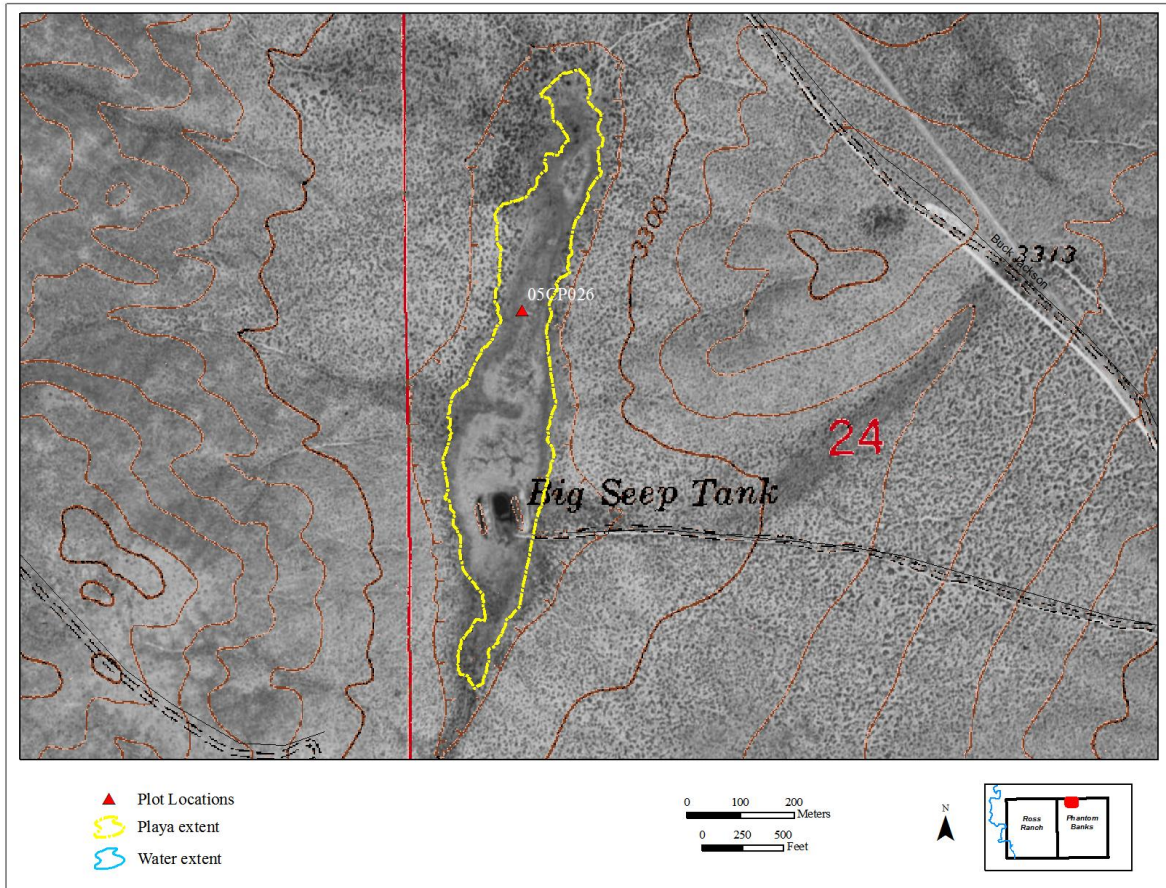 05CP026
3300
Buck Jackson
3313
24
Big Seep Tank
Plot Locations
Playa extent
Water extent
0 100 200
Meters
0 250 500
Feet
N
Ross
Ranch
Phantom
Banks